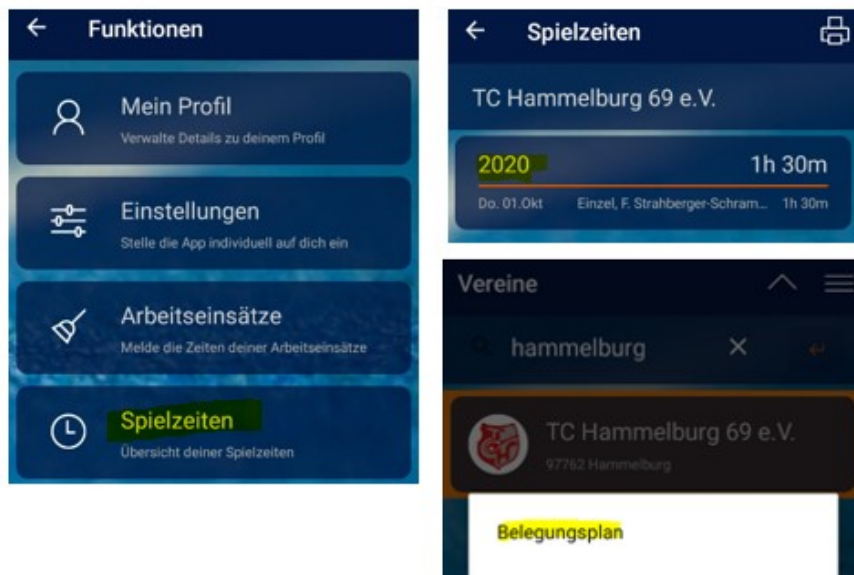 Funktionen
Mein Profil
Verwalte Details zu deinem Profil
Einstellungen
Stelle die App individuell auf dich ein
Arbeitseinsätze
Melde die Zeiten deiner Arbeitseinsätze
Spielzeiten
Übersicht deiner Spielzeiten
Spielzeiten
TC Hammelburg 69 e.V.
2020 1h 30m
Do. 01.Okt Einzel, F. Strahberger-Schram... 1h 30m
Vereine
hammelburg
TC Hammelburg 69 e.V.
97762 Hammelburg
Belegungsplan